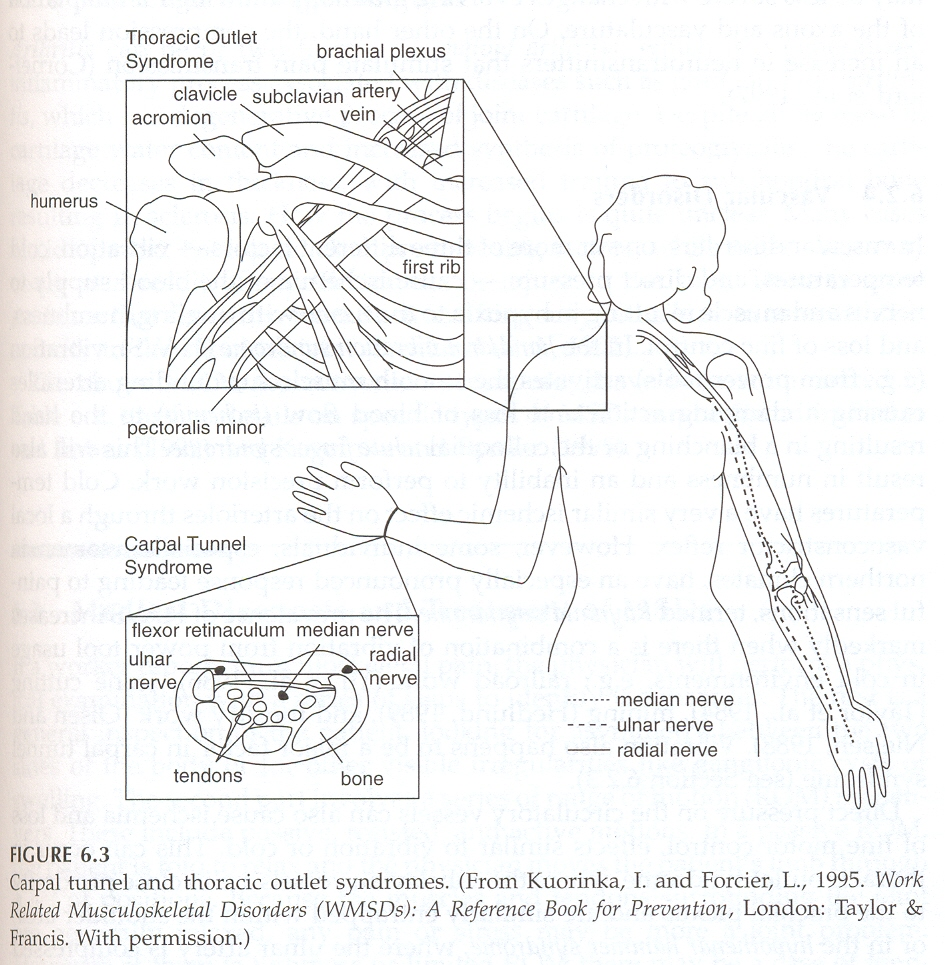 Thoracic Outlet
Syndrome
brachial plexus
clavicle
subclavian
artery
vein
acromion
humerus
first rib
pectoralis minor
Carpal Tunnel
Syndrome
flexor retinaculum
median nerve
ulnar
nerve
radial
nerve
tendons
bone
median nerve
ulnar nerve
radial nerve
FIGURE 6.3
Carpal tunnel and thoracic outlet syndromes. (From Kuorinka, I. and Forcier, L., 1995. Work
Related Musculoskeletal Disorders (WMSDs): A Reference Book for Prevention. London: Taylor &
Francis. With permission.)